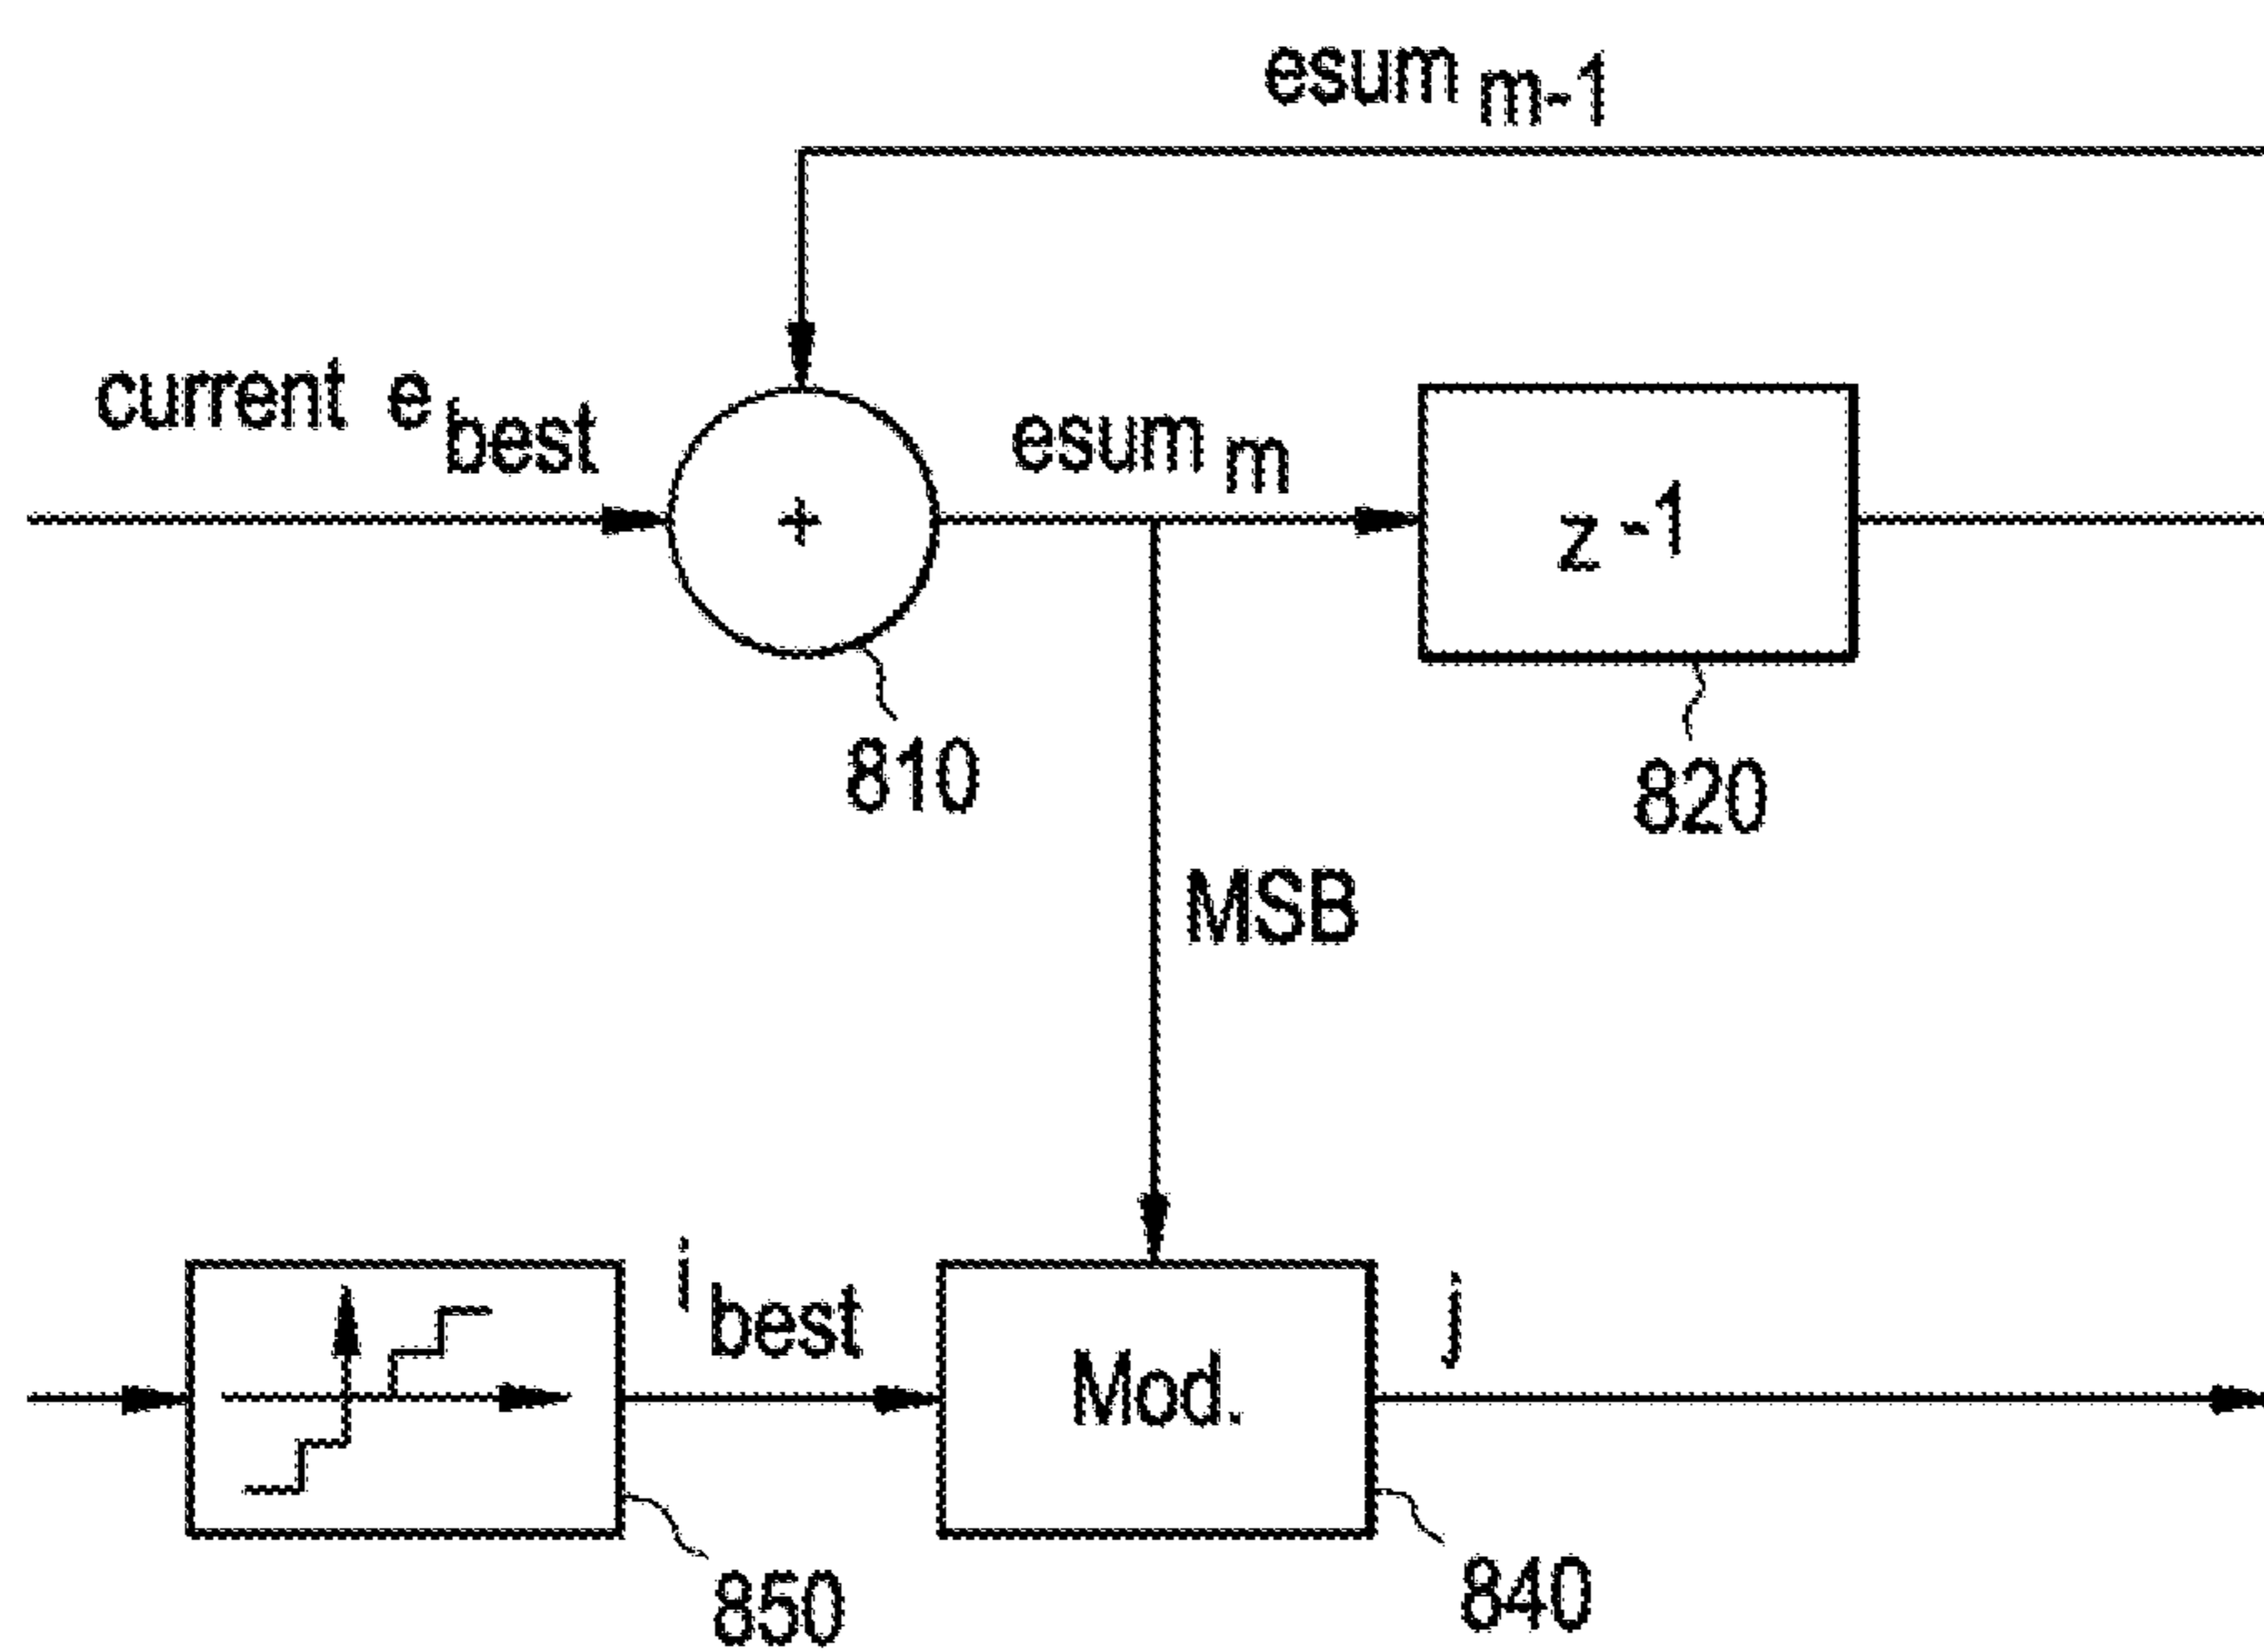 esum m-1
current e best
esum m
z -1
810
820
MSB
i best
Mod.
j
850
840